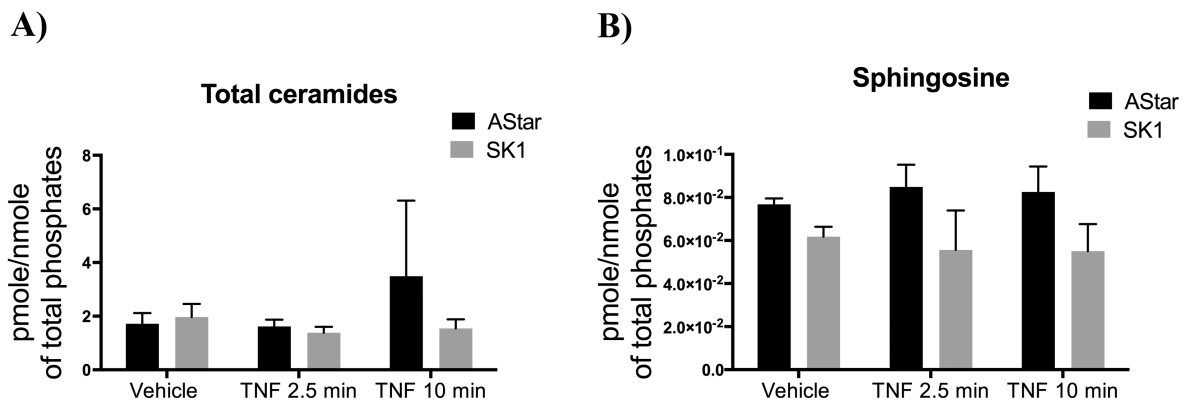 A)
Total ceramides
AStar
SK1
pmole/nmole
of total phosphates
8
6
4
2
0
Vehicle
TNF 2.5 min
TNF 10 min
B)
Sphingosine
AStar
SK1
pmole/nmole
of total phosphates
1.0×10⁻¹
8.0×10⁻²
6.0×10⁻²
4.0×10⁻²
2.0×10⁻²
0.0
Vehicle
TNF 2.5 min
TNF 10 min